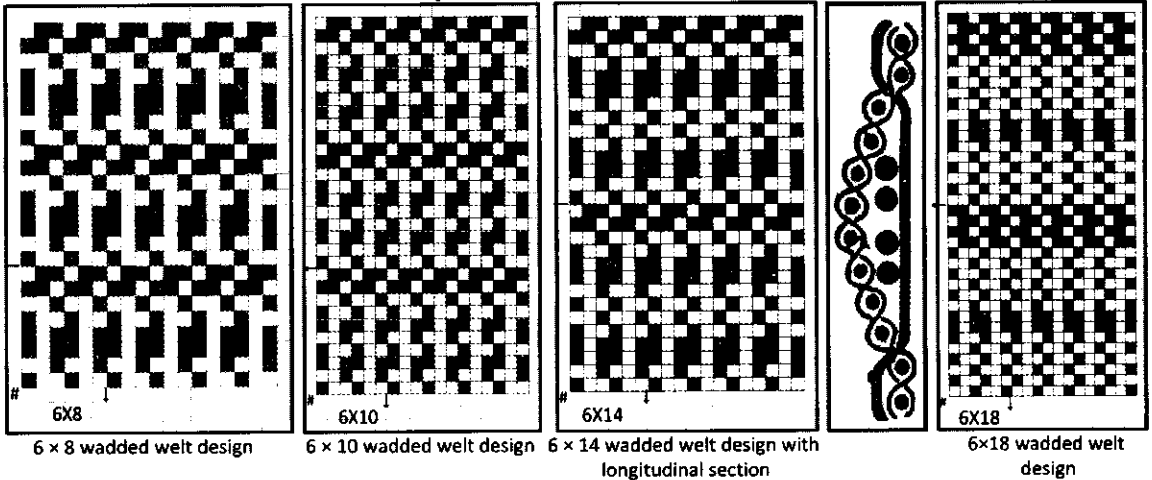 #
6X8
#
6X10
#
6X14
#
6X18
6 × 8 wadded welt design
6 × 10 wadded welt design
6 × 14 wadded welt design with
longitudinal section
6×18 wadded welt
design